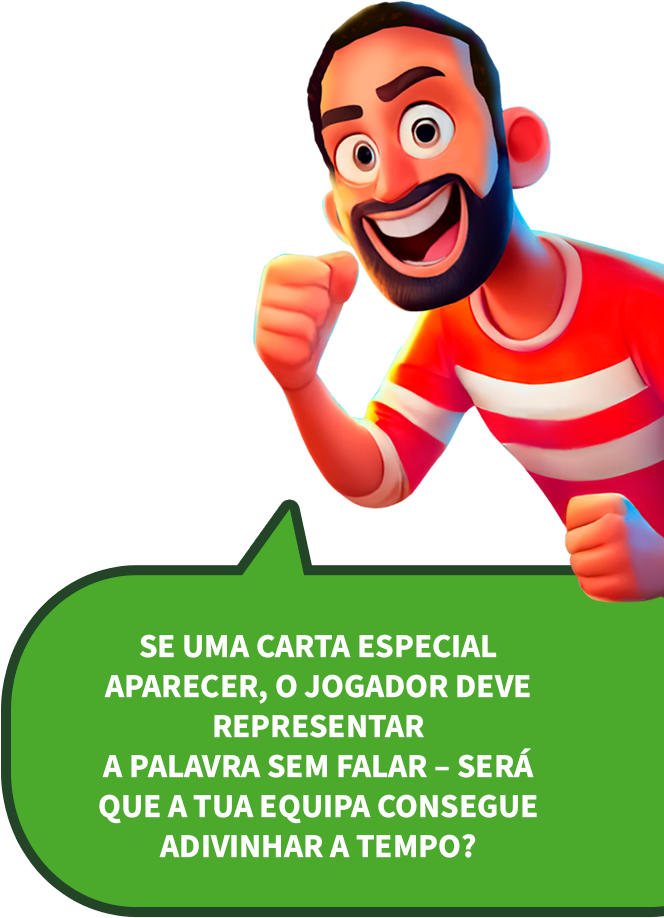 SE UMA CARTA ESPECIAL
APARECER, O JOGADOR DEVE
REPRESENTAR
A PALAVRA SEM FALAR – SERÁ
QUE A TUA EQUIPA CONSEGUE
ADIVINHAR A TEMPO?